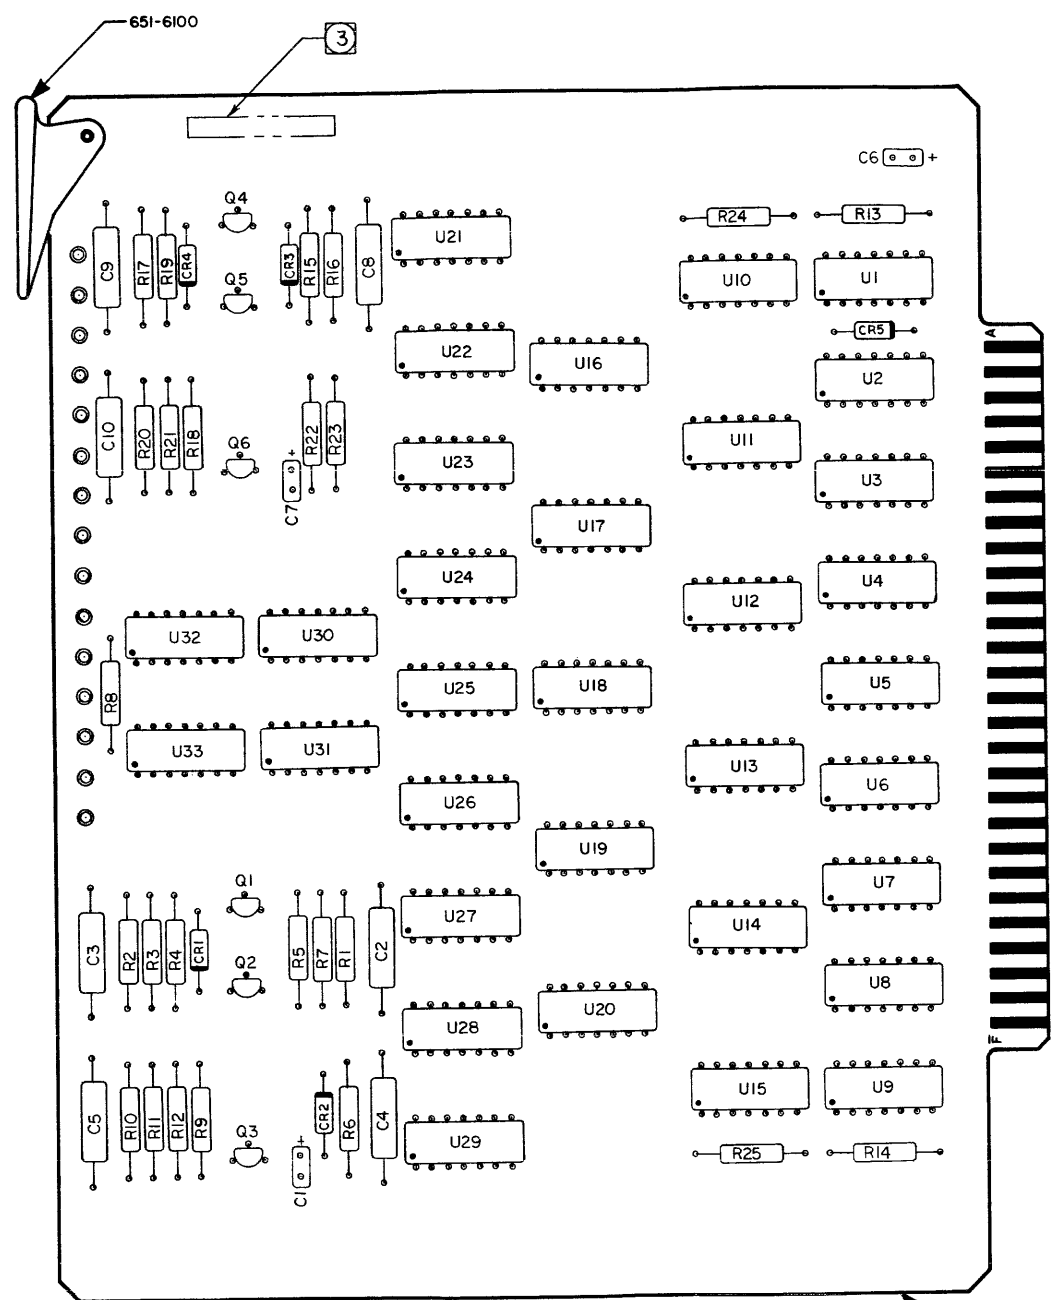 651-6100
3
C6 +
Q4
R24
R13
U21
C9
R17
R19
CR4
CR3
R15
R16
C8
Q5
U10
U1
CR5
A
U22
U16
U2
C10
R20
R21
R18
Q6
R22
R23
+
C7
U23
U11
U3
U17
U24
U12
U4
U32
U30
R8
U25
U18
U5
U33
U31
U13
U6
U26
U19
Q1
U7
U27
U14
C3
R2
R3
R4
CR1
Q2
R5
R7
R1
C2
U8
U28
U20
F
C5
R10
R11
R12
R9
CR2
R6
C4
U15
U9
Q3
+
C1
U29
R25
R14